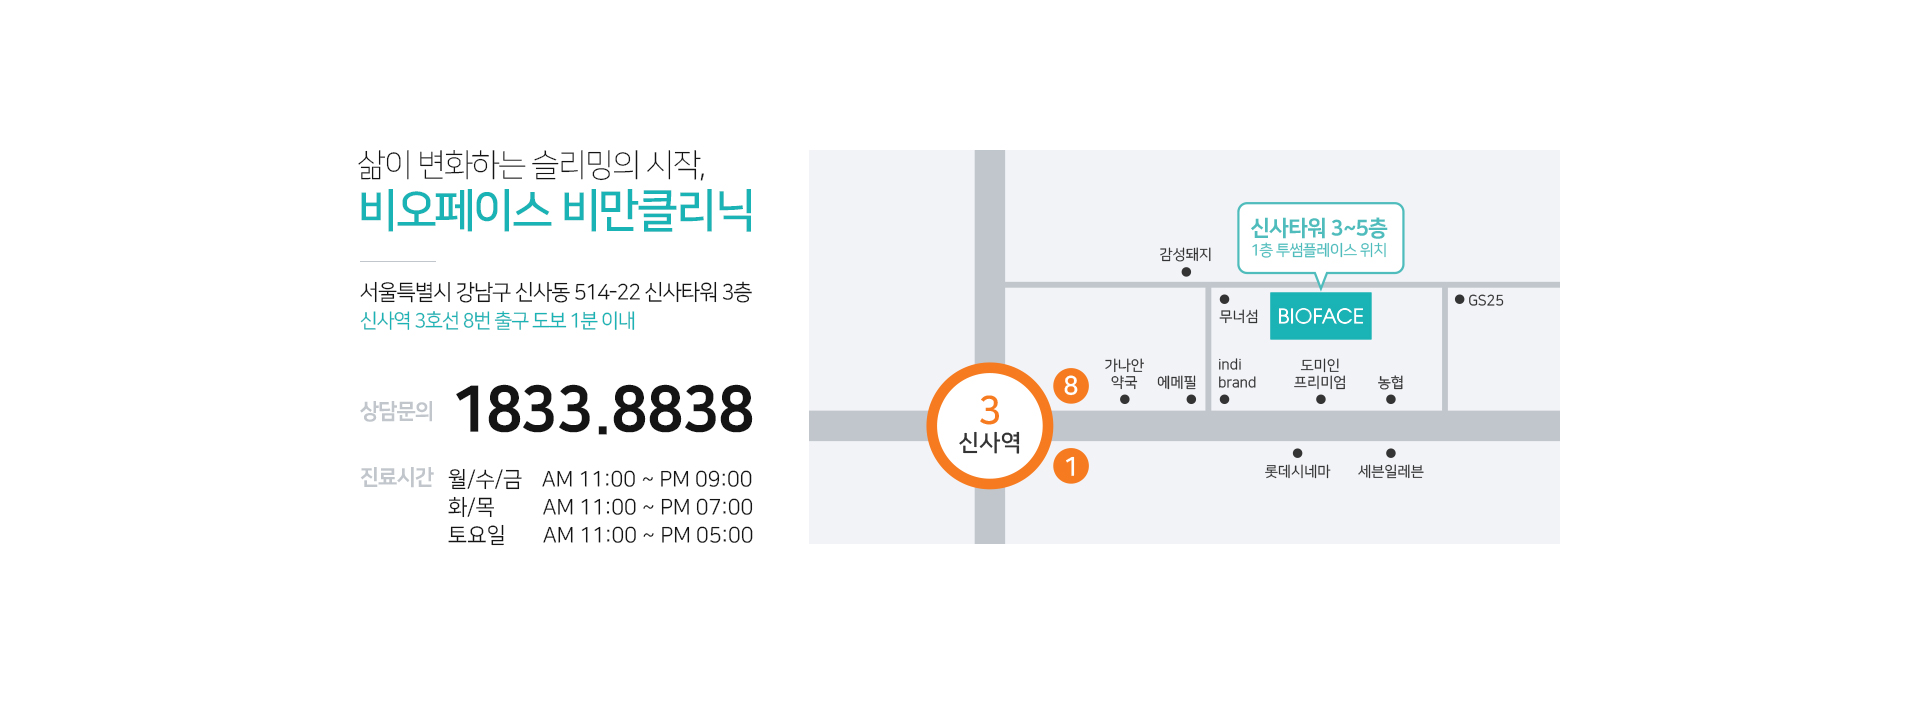 삶이 변화하는 슬리밍의 시작,
비오페이스 비만클리닉
서울특별시 강남구 신사동 514-22 신사타워 3층
신사역 3호선 8번 출구 도보 1분 이내
상담문의 1833.8838
진료시간 월/수/금 AM 11:00 ~ PM 09:00
화/목 AM 11:00 ~ PM 07:00
토요일 AM 11:00 ~ PM 05:00
신사타워 3~5층
1층 투썸플레이스 위치
감성돼지
BIOFACE
GS25
무너섬
가나안
약국
에메필
indi
brand
도미인
프리미엄
농협
8
3
신사역
1
롯데시네마
세븐일레븐